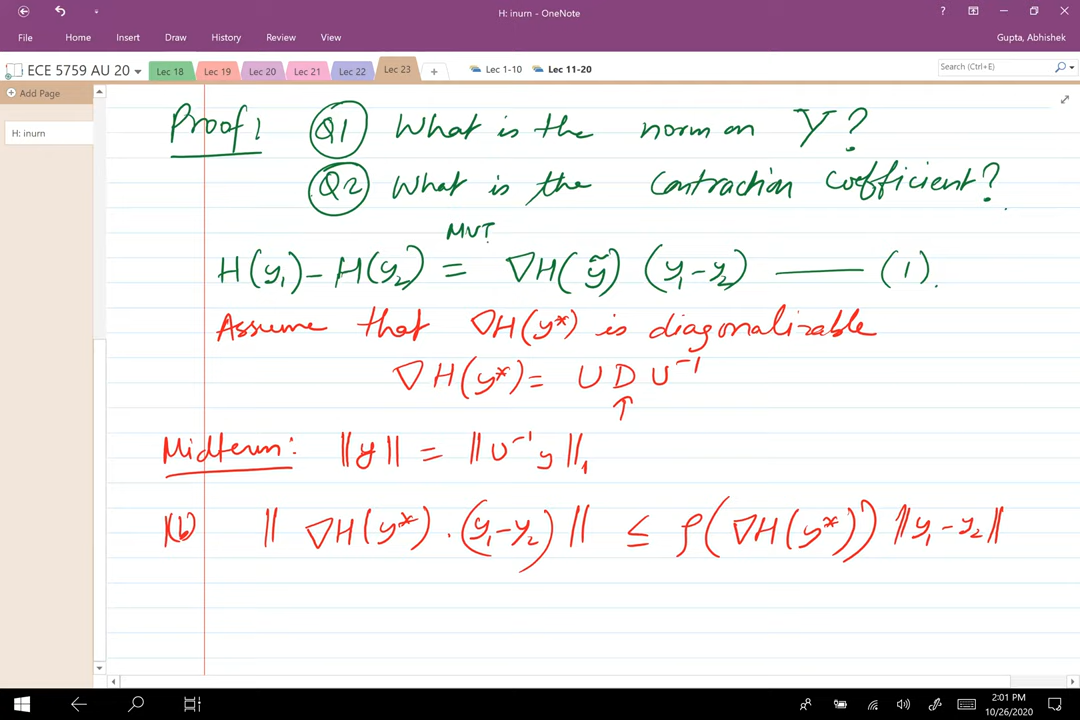 H: inurn - OneNote
?
File Home Insert Draw History Review View Gupta, Abhishek
ECE 5759 AU 20 Lec 18 Lec 19 Lec 20 Lec 21 Lec 22 Lec 23 + Lec 1-10 Lec 11-20 Search (Ctrl+E)
Add Page
H: inurn
Proof: Q1 What is the norm on Y?
Q2 What is the contraction coefficient?
MVT
H(y₁) - H(y₂) = ∇H(ỹ) (y₁-y₂) —— (1).
Assume that ∇H(y*) is diagonalizable
∇H(y*) = U D U⁻¹
↑
Midterm: ||y|| = ||U⁻¹y||₁
1(b) || ∇H(y*) · (y₁-y₂) || ≤ ρ(∇H(y*)) ||y₁-y₂||
2:01 PM
10/26/2020